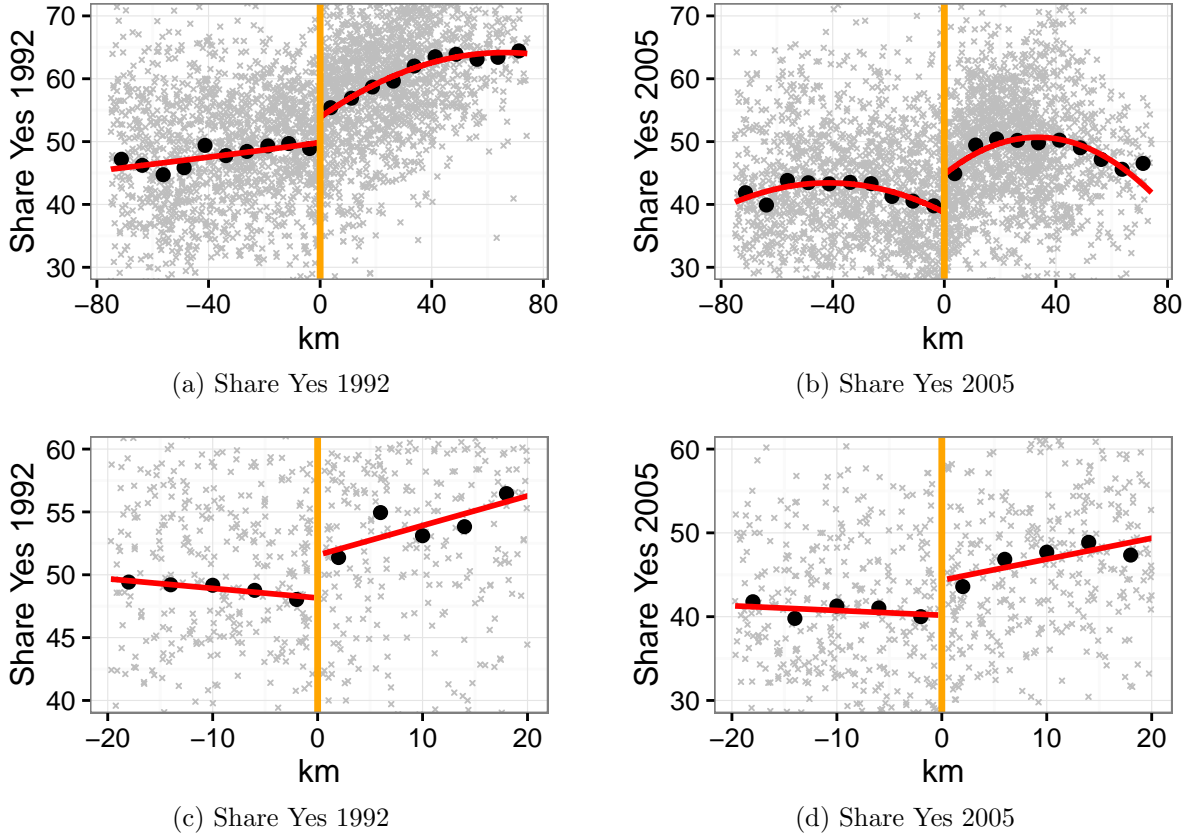 Share Yes 1992
70
60
50
40
30
−80 −40 0 40 80
km
(a) Share Yes 1992
Share Yes 2005
70
60
50
40
30
−80 −40 0 40 80
km
(b) Share Yes 2005
Share Yes 1992
60
55
50
45
40
−20 −10 0 10 20
km
(c) Share Yes 1992
Share Yes 2005
60
50
40
30
−20 −10 0 10 20
km
(d) Share Yes 2005